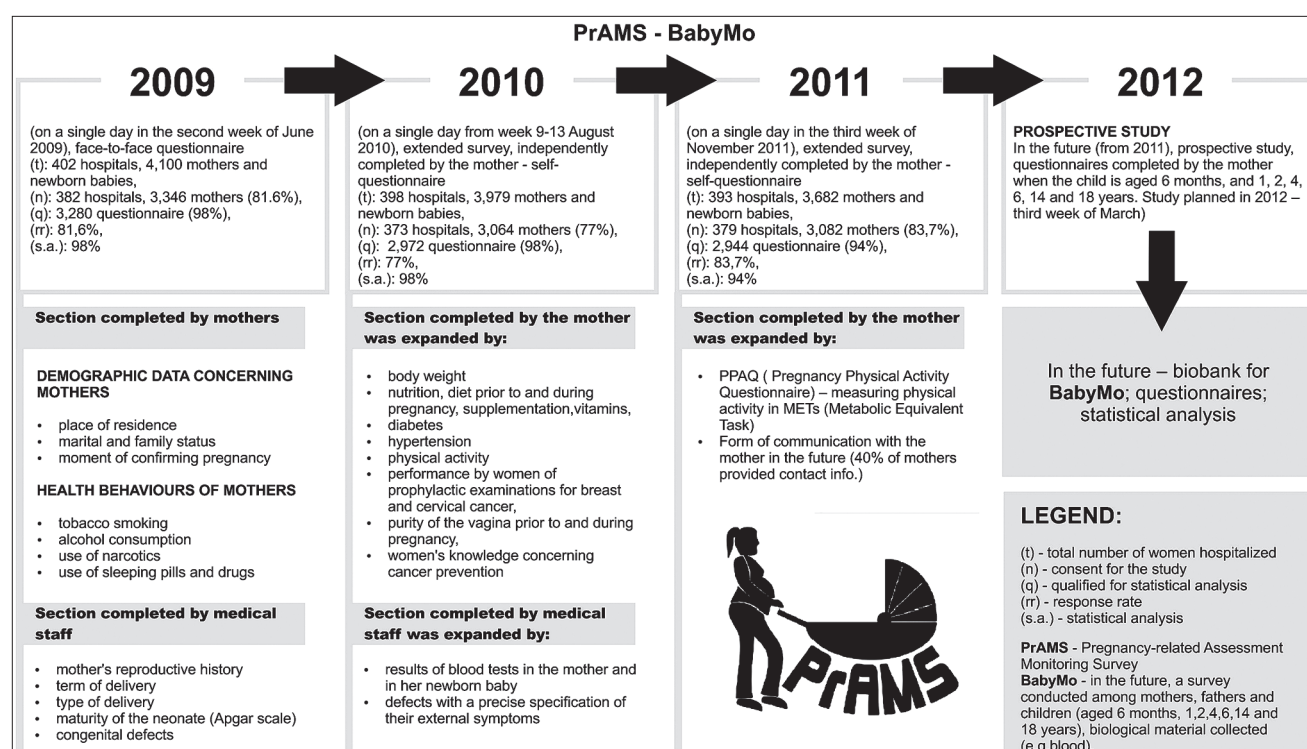 PrAMS - BabyMo
2009
(on a single day in the second week of June
2009), face-to-face questionnaire
(t): 402 hospitals, 4,100 mothers and
newborn babies,
(n): 382 hospitals, 3,346 mothers (81.6%),
(q): 3,280 questionnaire (98%),
(rr): 81,6%,
(s.a.): 98%
Section completed by mothers
DEMOGRAPHIC DATA CONCERNING
MOTHERS
• place of residence
• marital and family status
• moment of confirming pregnancy
HEALTH BEHAVIOURS OF MOTHERS
• tobacco smoking
• alcohol consumption
• use of narcotics
• use of sleeping pills and drugs
Section completed by medical
staff
• mother's reproductive history
• term of delivery
• type of delivery
• maturity of the neonate (Apgar scale)
• congenital defects
2010
(on a single day from week 9-13 August
2010), extended survey, independently
completed by the mother - self-
questionnaire
(t): 398 hospitals, 3,979 mothers and
newborn babies,
(n): 373 hospitals, 3,064 mothers (77%),
(q): 2,972 questionnaire (98%),
(rr): 77%,
(s.a.): 98%
Section completed by the mother
was expanded by:
• body weight
• nutrition, diet prior to and during
pregnancy, supplementation,vitamins,
• diabetes
• hypertension
• physical activity
• performance by women of
prophylactic examinations for breast
and cervical cancer,
• purity of the vagina prior to and during
pregnancy,
• women's knowledge concerning
cancer prevention
Section completed by medical
staff was expanded by:
• results of blood tests in the mother and
in her newborn baby
• defects with a precise specification of
their external symptoms
2011
(on a single day in the third week of
November 2011), extended survey,
independently completed by the mother -
self-questionnaire
(t): 393 hospitals, 3,682 mothers and
newborn babies,
(n): 379 hospitals, 3,082 mothers (83,7%),
(q): 2,944 questionnaire (94%),
(rr): 83,7%,
(s.a.): 94%
Section completed by the mother
was expanded by:
• PPAQ ( Pregnancy Physical Activity
Questionnaire) – measuring physical
activity in METs (Metabolic Equivalent
Task)
• Form of communication with the
mother in the future (40% of mothers
provided contact info.)
PrAMS
2012
PROSPECTIVE STUDY
In the future (from 2011), prospective study,
questionnaires completed by the mother
when the child is aged 6 months, and 1, 2, 4,
6, 14 and 18 years. Study planned in 2012 –
third week of March)
In the future – biobank for
BabyMo; questionnaires;
statistical analysis
LEGEND:
(t) - total number of women hospitalized
(n) - consent for the study
(q) - qualified for statistical analysis
(rr) - response rate
(s.a.) - statistical analysis
PrAMS - Pregnancy-related Assessment
Monitoring Survey
BabyMo - in the future, a survey
conducted among mothers, fathers and
children (aged 6 months, 1,2,4,6,14 and
18 years), biological material collected
(e.g blood)